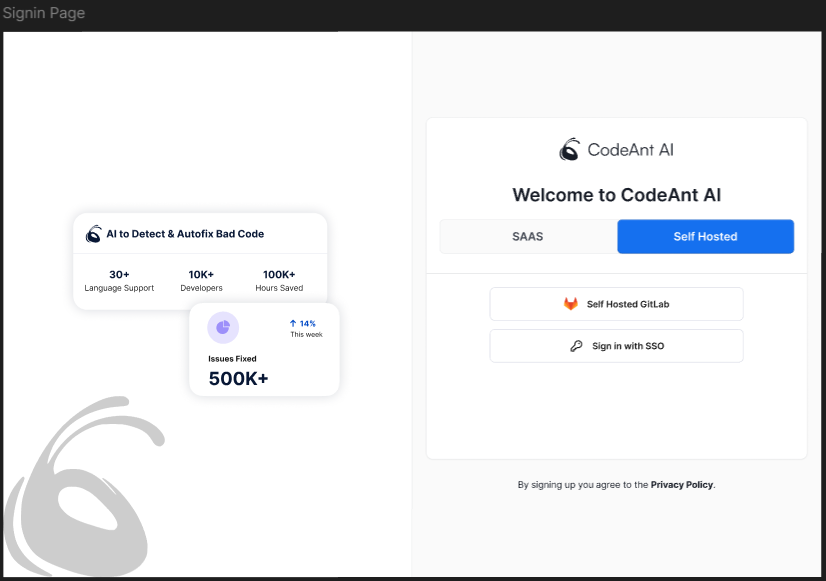 Signin Page
AI to Detect & Autofix Bad Code
30+
Language Support
10K+
Developers
100K+
Hours Saved
↑ 14%
This week
Issues Fixed
500K+
CodeAnt AI
Welcome to CodeAnt AI
SAAS
Self Hosted
Self Hosted GitLab
Sign in with SSO
By signing up you agree to the Privacy Policy.